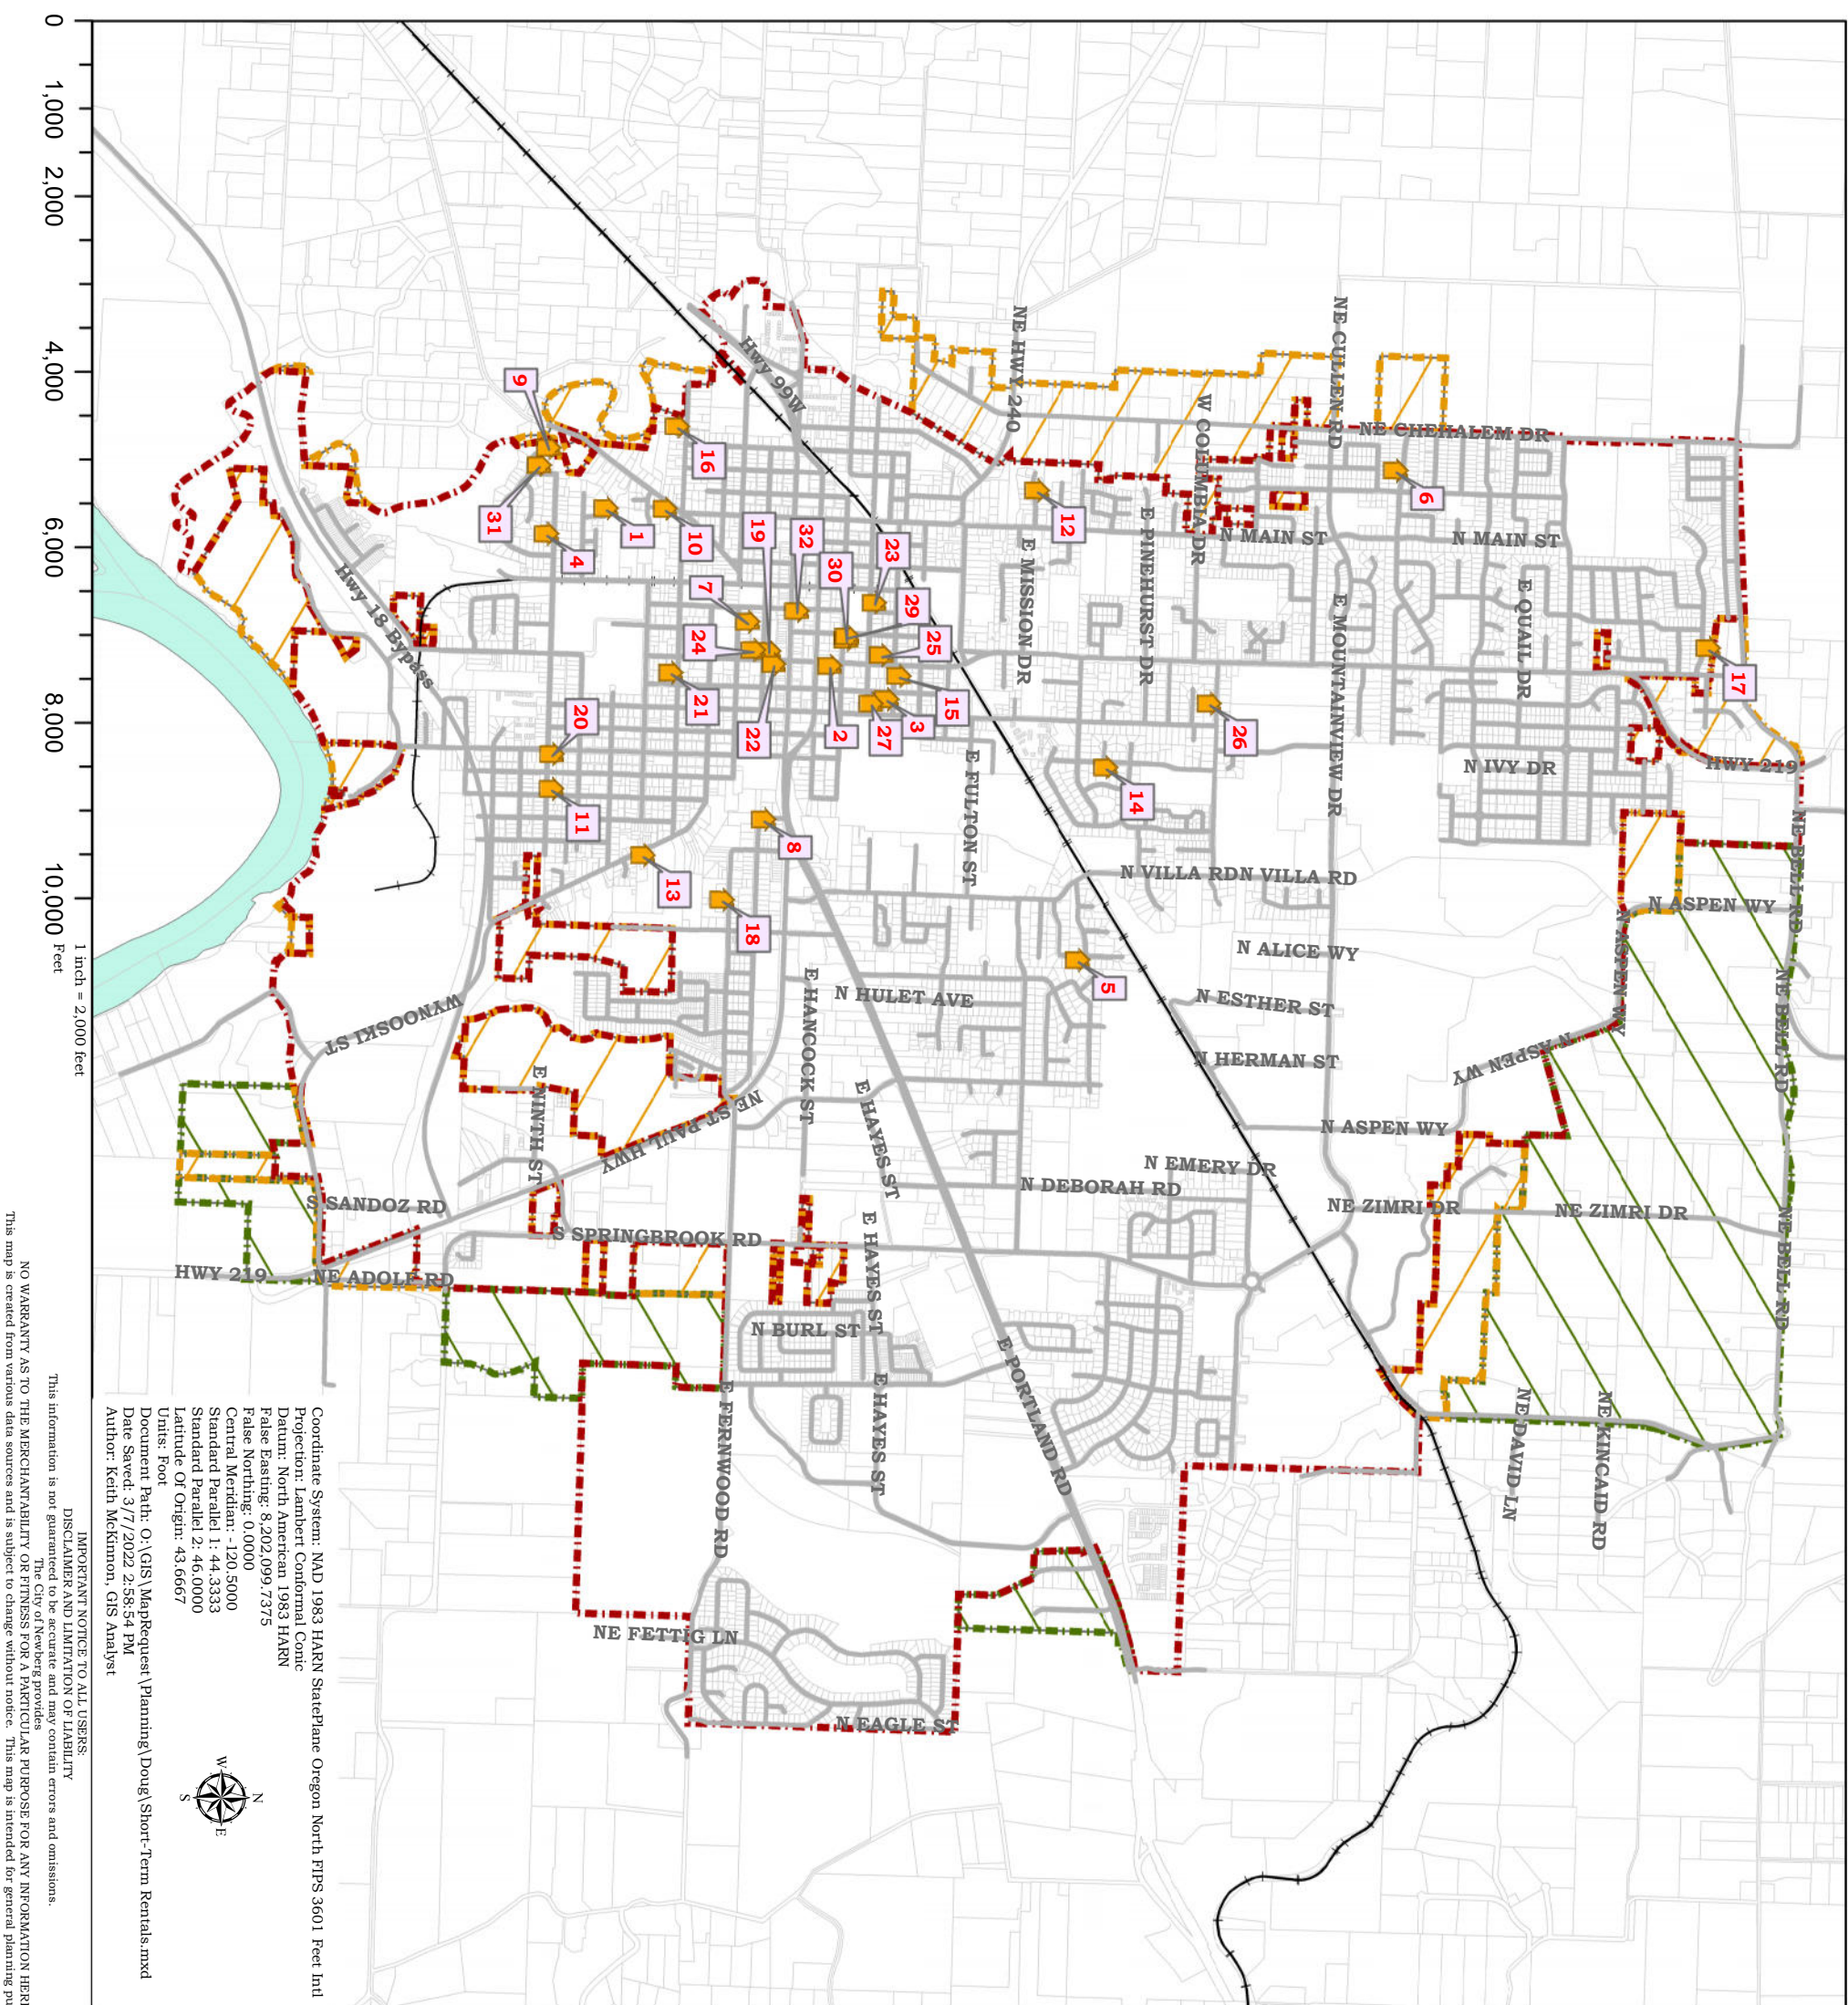 0
1,000
2,000
4,000
6,000
8,000
10,000
Feet
1 inch = 2,000 feet
NE HWY 240
NE CULLEN RD
Hwy 99W
W COLUMBIA DR
NE CHEHALEM DR
9
16
6
31
1
10
19
32
23
12
E PINEHURST DR
N MAIN ST
N MAIN ST
4
7
30
29
25
E MISSION DR
E MOUNTAINVIEW DR
E QUAIL DR
Hwy 18 Bypass
24
21
22
2
27
3
15
26
17
20
11
8
E FULTON ST
14
N IVY DR
HWY 219
13
18
N VILLA RD
N VILLA RD
NE BELL RD
N ASPEN WY
5
N ALICE WY
N ASPEN WY
WYNOOSKI ST
E HANCOCK ST
N HULET AVE
N ESTHER ST
NE BELL RD
N HERMAN ST
N ASPEN WY
E NINTH ST
NE ST PAUL HWY
E HAYES ST
N ASPEN WY
N EMERY DR
N DEBORAH RD
S SANDOZ RD
NE ZIMRI DR
NE ZIMRI DR
S SPRINGBROOK RD
E HAYES ST
NE BELL RD
HWY 219
NE ADOLF RD
N BURL ST
E PORTLAND RD
E FERNWOOD RD
E HAYES ST
NE DAVID LN
NE KINCAID RD
NE FETTIG LN
N EAGLE ST
Coordinate System: NAD 1983 HARN StatePlane Oregon North FIPS 3601 Feet Intl
Projection: Lambert Conformal Conic
Datum: North American 1983 HARN
False Easting: 8,202,099.7375
False Northing: 0.0000
Central Meridian: -120.5000
Standard Parallel 1: 44.3333
Standard Parallel 2: 46.0000
Latitude Of Origin: 43.6667
Units: Foot
Document Path: O:\GIS\MapRequest\Planning\Doug\Short-Term Rentals.mxd
Date Saved: 3/7/2022 2:58:54 PM
Author: Keith McKinnon, GIS Analyst
N
W
E
S
IMPORTANT NOTICE TO ALL USERS:
DISCLAIMER AND LIMITATION OF LIABILITY
This information is not guaranteed to be accurate and may contain errors and omissions.
The City of Newberg provides
NO WARRANTY AS TO THE MERCHANTABILITY OR FITNESS FOR A PARTICULAR PURPOSE FOR ANY INFORMATION HERE
This map is created from various data sources and is subject to change without notice. This map is intended for general planning pu